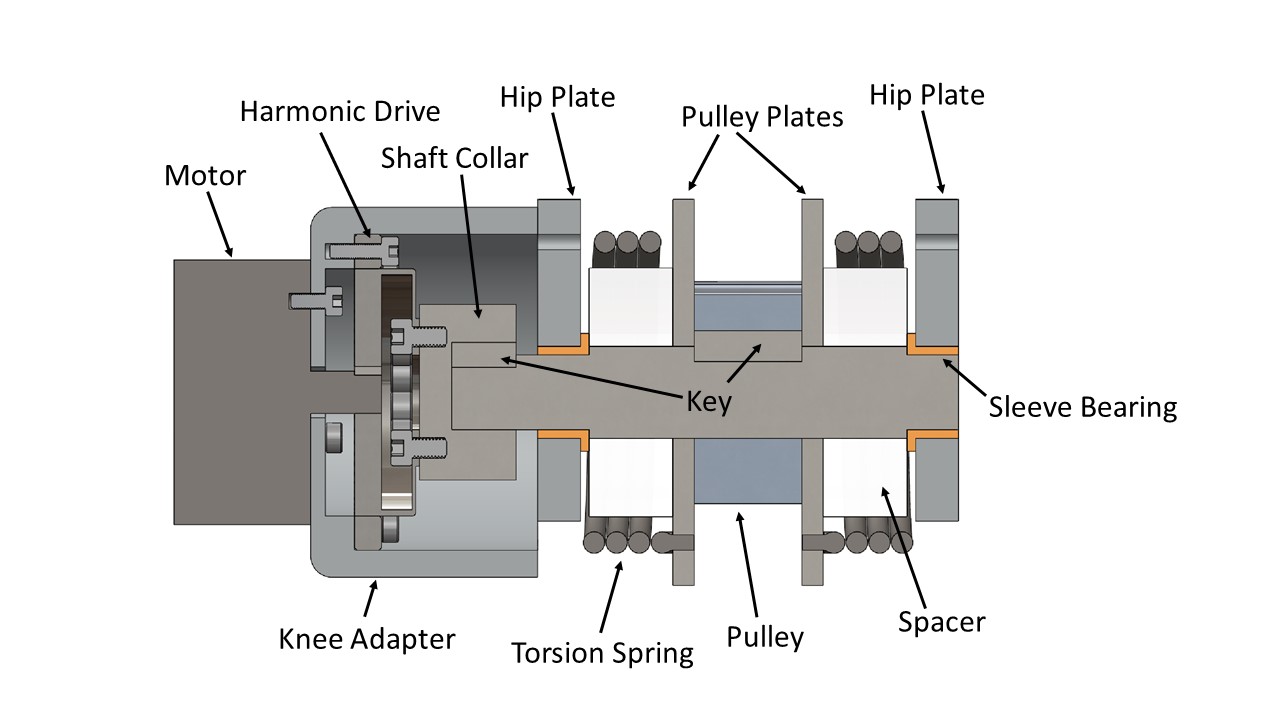 Hip Plate
Hip Plate
Harmonic Drive
Pulley Plates
Shaft Collar
Motor
Key
Sleeve Bearing
Knee Adapter
Torsion Spring
Pulley
Spacer